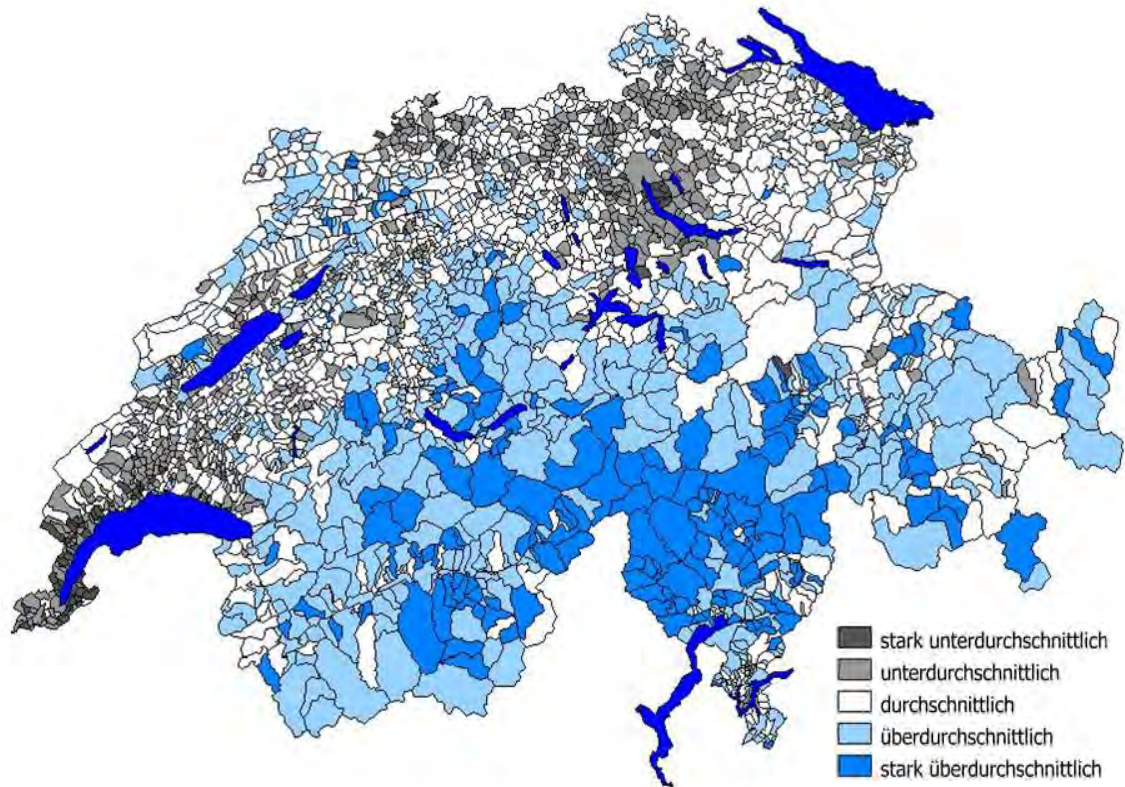 stark unterdurchschnittlich
unterdurchschnittlich
durchschnittlich
überdurchschnittlich
stark überdurchschnittlich